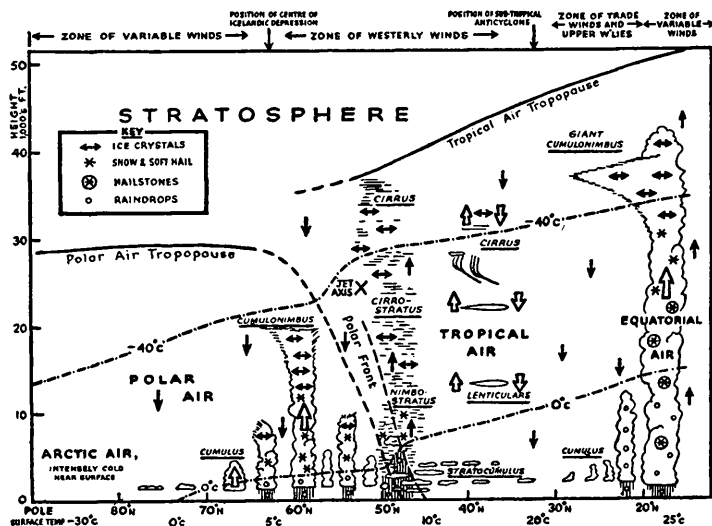 POSITION OF CENTRE OF
ICELANDIC DEPRESSION
POSITION OF SUB-TROPICAL
ANTICYCLONE
ZONE OF TRADE
WINDS AND
UPPER W'LIES
ZONE OF
VARIABLE
WINDS
ZONE OF VARIABLE WINDS
ZONE OF WESTERLY WINDS
HEIGHT
1,000's FT.
50
40
30
20
10
0
STRATOSPHERE
KEY
ICE CRYSTALS
SNOW & SOFT HAIL
HAILSTONES
RAINDROPS
Tropical Air Tropopause
GIANT
CUMULONIMBUS
CIRRUS
-40°C
CIRRUS
Polar Air Tropopause
JET
AXIS
CIRRO-
STRATUS
CUMULONIMBUS
-40°C
Polar Front
TROPICAL
AIR
EQUATORIAL
AIR
POLAR AIR
NIMBO-
STRATUS
LENTICULARE
0°C
ARCTIC AIR,
INTENSELY COLD
NEAR SURFACE
CUMULUS
STRATOCUMULUS
CUMULUS
0°C
POLE
80°N
70°N
60°N
50°N
40°N
30°N
20°N
SURFACE TEMP -30°C
0°C
5°C
10°C
20°C
25°C